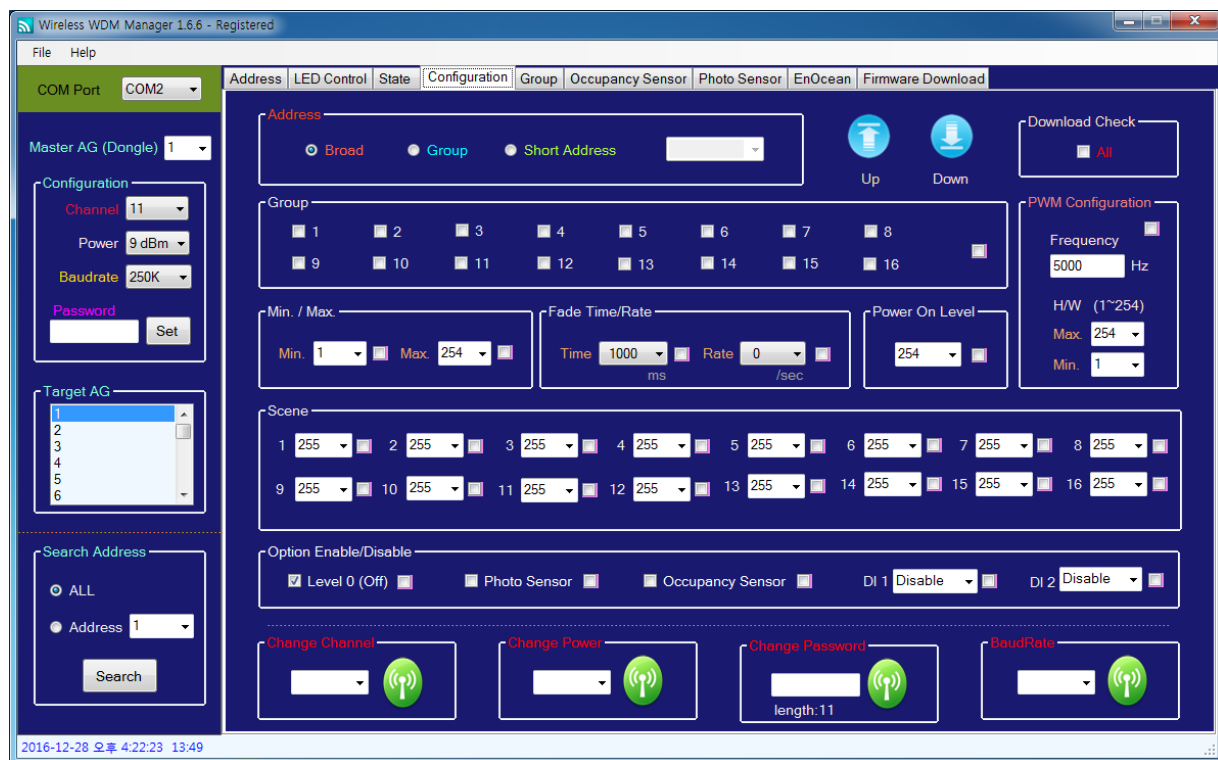 Wireless WDM Manager 1.6.6 - Registered
File Help
COM Port COM2
Master AG (Dongle) 1
Configuration
Channel 11
Power 9 dBm
Baudrate 250K
Password
Set
Target AG
1
2
3
4
5
6
Search Address
ALL
Address 1
Search
Address LED Control State Configuration Group Occupancy Sensor Photo Sensor EnOcean Firmware Download
Address
Broad Group Short Address
Up Down
Download Check
All
Group
1 2 3 4 5 6 7 8
9 10 11 12 13 14 15 16
PWM Configuration
Frequency
5000 Hz
H/W (1~254)
Max. 254
Min. 1
Min. / Max.
Min. 1 Max. 254
Fade Time/Rate
Time 1000 Rate 0
ms /sec
Power On Level
254
Scene
1 255 2 255 3 255 4 255 5 255 6 255 7 255 8 255
9 255 10 255 11 255 12 255 13 255 14 255 15 255 16 255
Option Enable/Disable
Level 0 (Off) Photo Sensor Occupancy Sensor DI 1 Disable DI 2 Disable
Change Channel
Change Power
Change Password
length:11
BaudRate
2016-12-28 오후 4:22:23 13:49